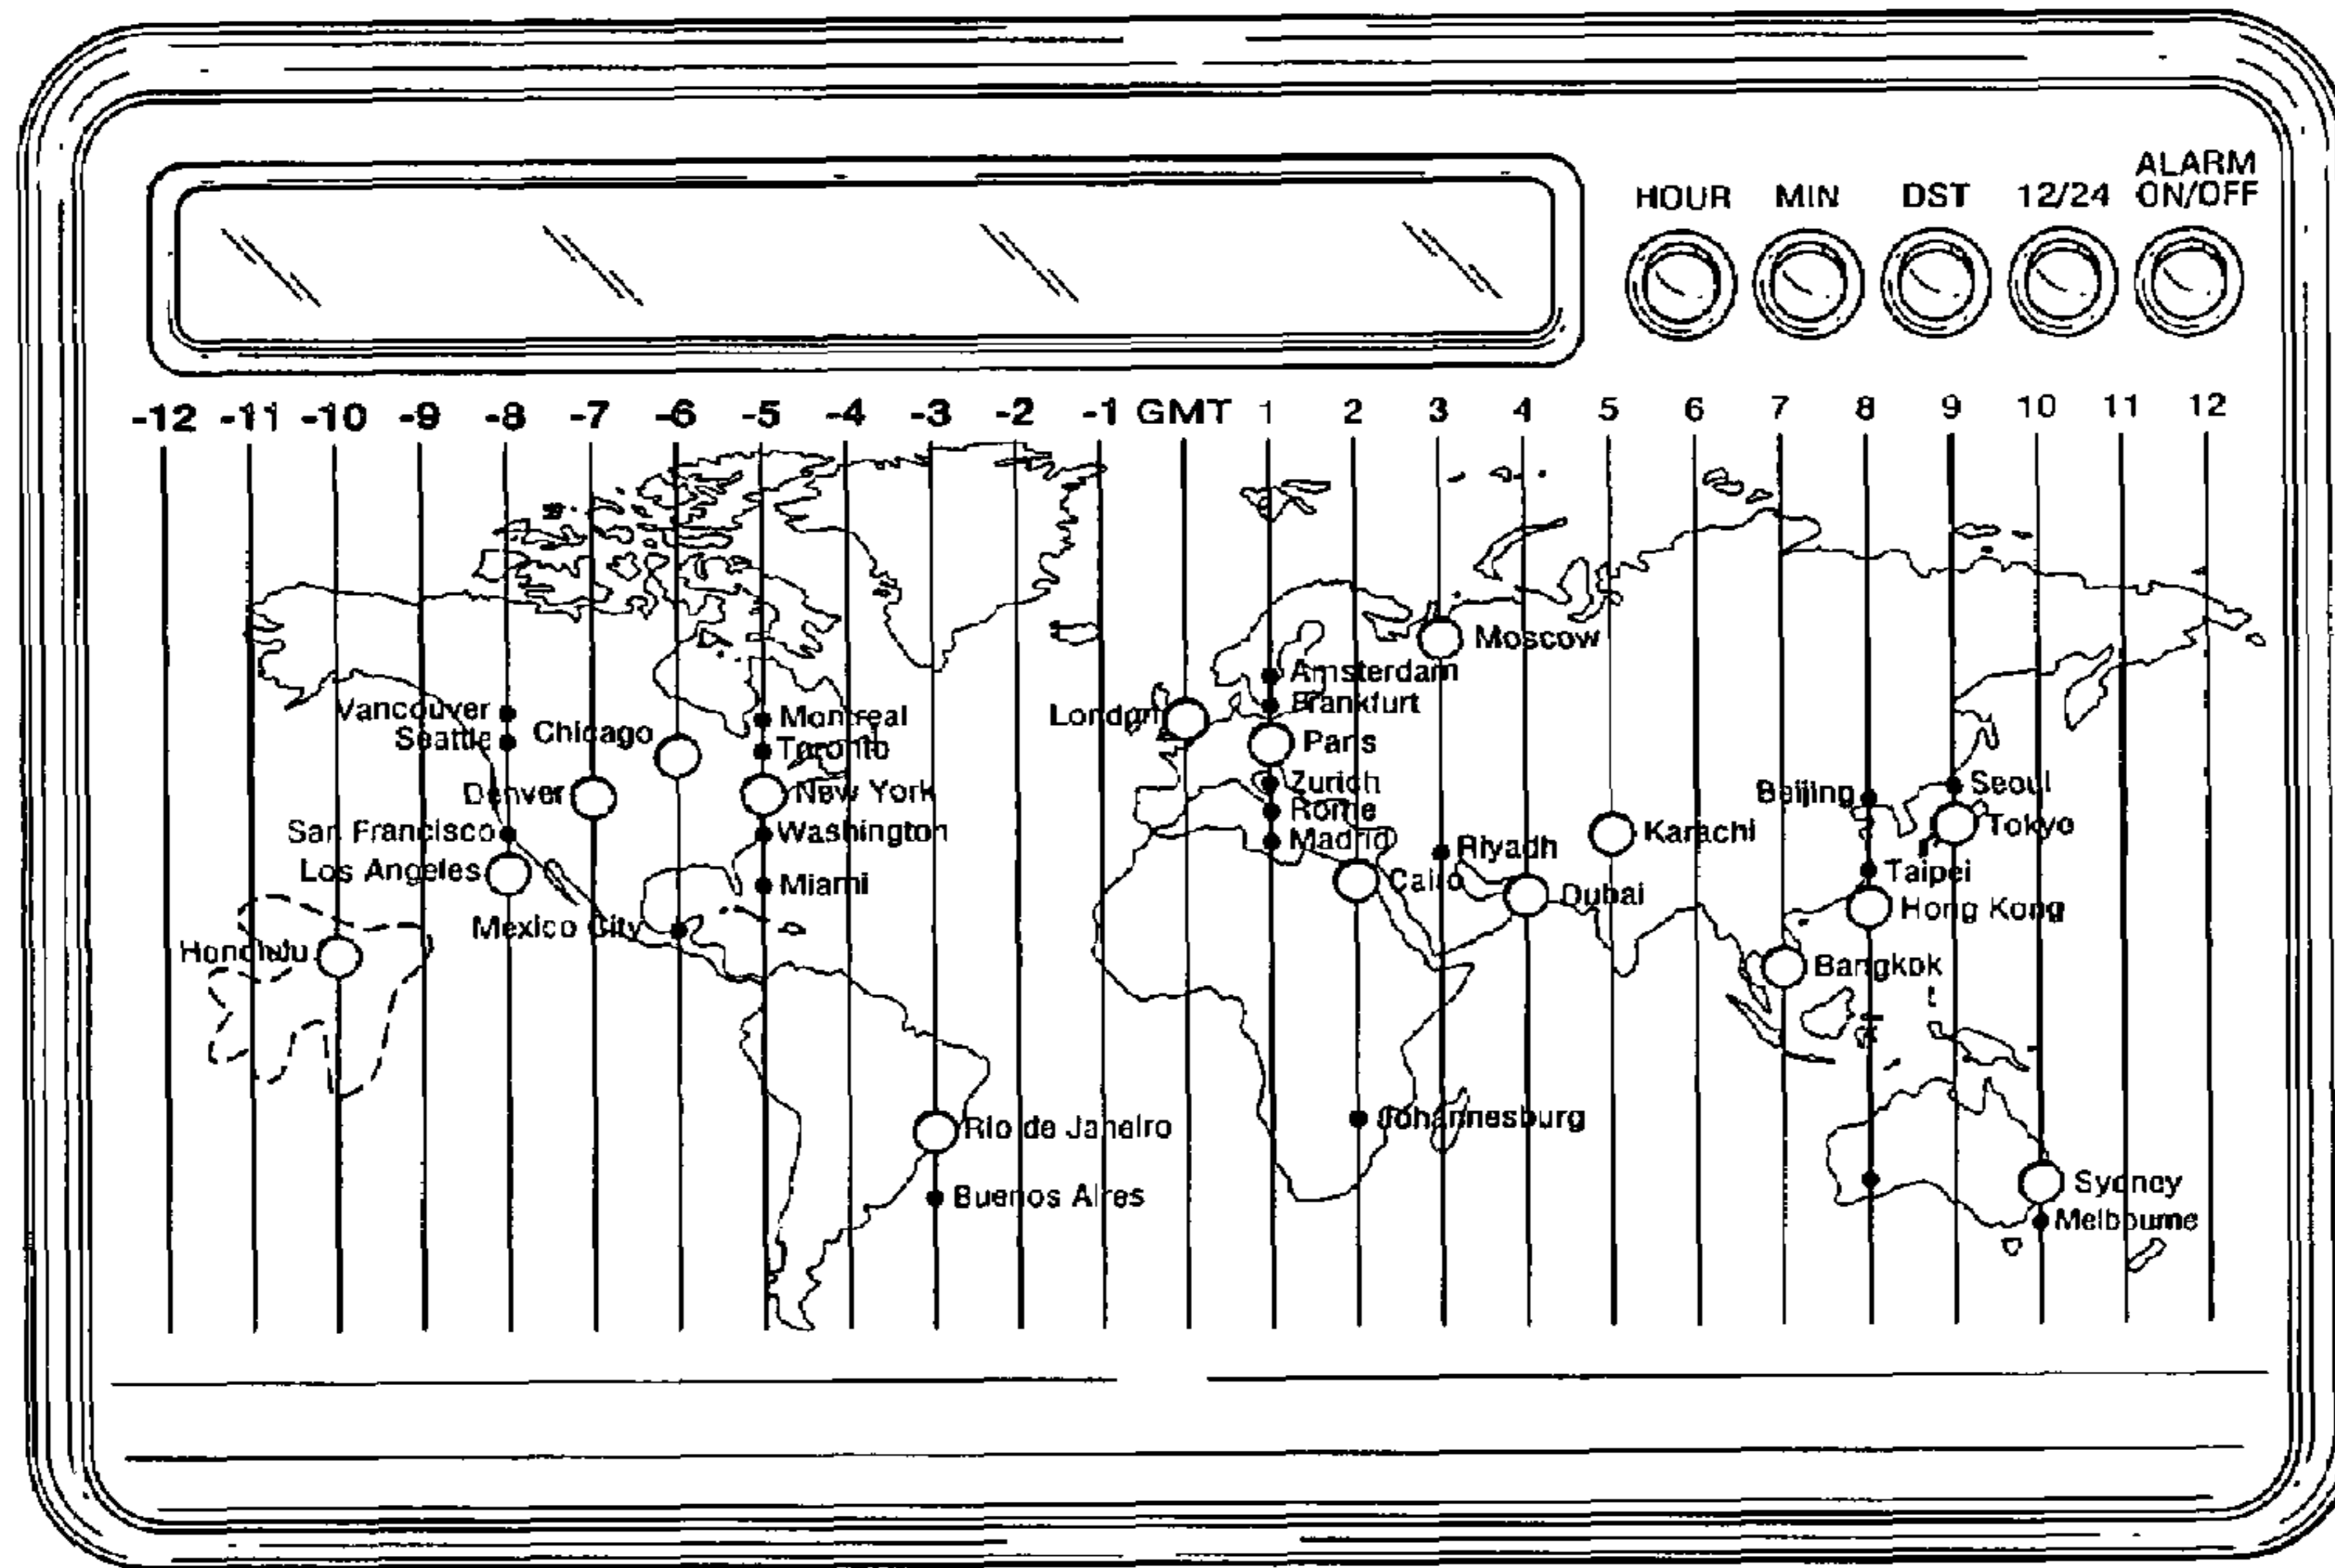 ALARM
HOUR MIN DST 12/24 ON/OFF
-12 -11 -10 -9 -8 -7 -6 -5 -4 -3 -2 -1 GMT 1 2 3 4 5 6 7 8 9 10 11 12
Moscow
Amsterdam
Vancouver Montreal London Frankfurt
Seattle Chicago Toronto Paris
Denver New York Zurich Beijing Seoul
San Francisco Washington Rome Karachi Tokyo
Los Angeles Miami Madrid Riyadh Taipei
Cairo Dubai Hong Kong
Mexico City
Honolulu Bangkok
Rio de Janeiro Johannesburg
Buenos Aires Sydney
Melbourne